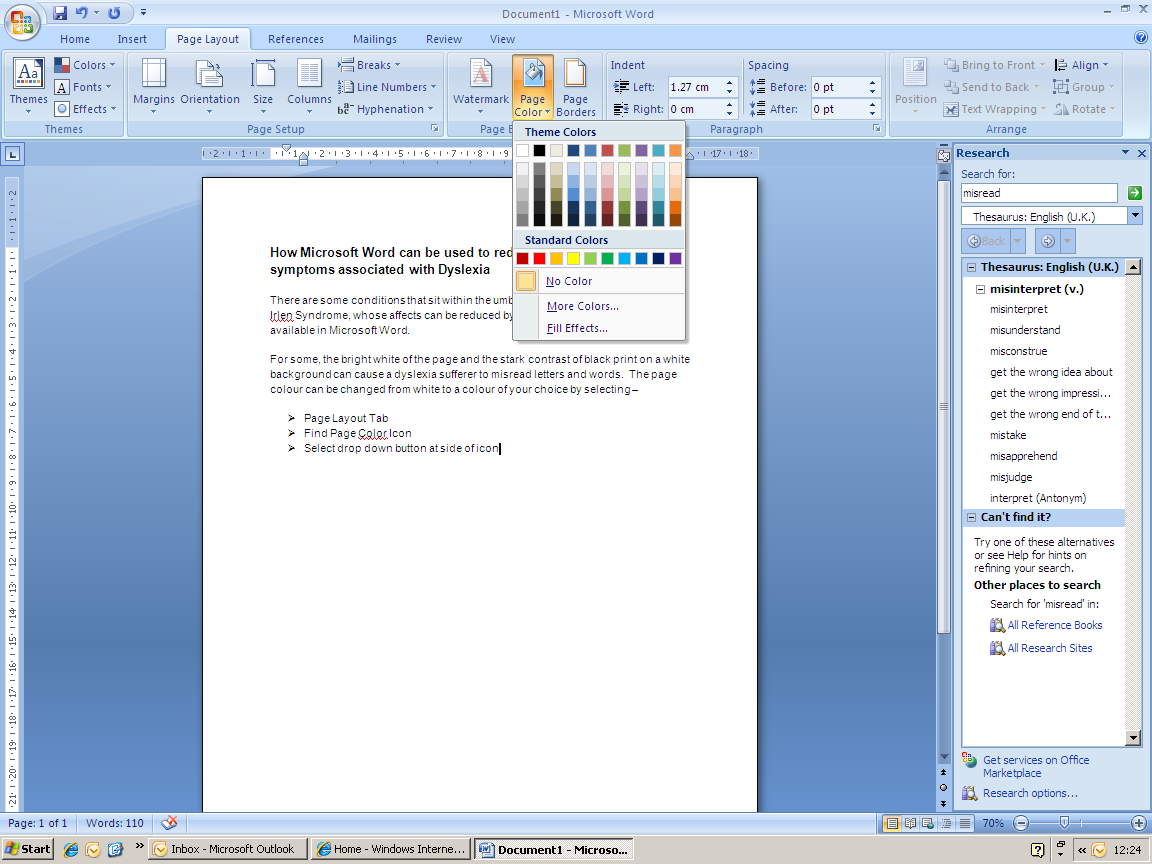 Document1 - Microsoft Word
Home Insert Page Layout References Mailings Review View
Themes
Colors
Fonts
Effects
Themes
Margins Orientation Size Columns
Breaks
Line Numbers
Hyphenation
Page Setup
Watermark Page Color Page Borders
Page B
Indent
Left: 1.27 cm
Right: 0 cm
Spacing
Before: 0 pt
After: 0 pt
Paragraph
Position
Bring to Front
Send to Back
Text Wrapping
Align
Group
Rotate
Arrange
Theme Colors
Standard Colors
No Color
More Colors...
Fill Effects...
How Microsoft Word can be used to red
symptoms associated with Dyslexia
There are some conditions that sit within the umb
Irlen Syndrome, whose affects can be reduced by
available in Microsoft Word.
For some, the bright white of the page and the stark contrast of black print on a white
background can cause a dyslexia sufferer to misread letters and words. The page
colour can be changed from white to a colour of your choice by selecting –
➢ Page Layout Tab
➢ Find Page Color Icon
➢ Select drop down button at side of icon
Research
Search for:
misread
Thesaurus: English (U.K.)
Back
Thesaurus: English (U.K.)
misinterpret (v.)
misinterpret
misunderstand
misconstrue
get the wrong idea about
get the wrong impressi...
get the wrong end of t...
mistake
misapprehend
misjudge
interpret (Antonym)
Can't find it?
Try one of these alternatives
or see Help for hints on
refining your search.
Other places to search
Search for 'misread' in:
All Reference Books
All Research Sites
Get services on Office
Marketplace
Research options...
Page: 1 of 1 Words: 110 70%
Start Inbox - Microsoft Outlook Home - Windows Interne... Document1 - Microso... 12:24